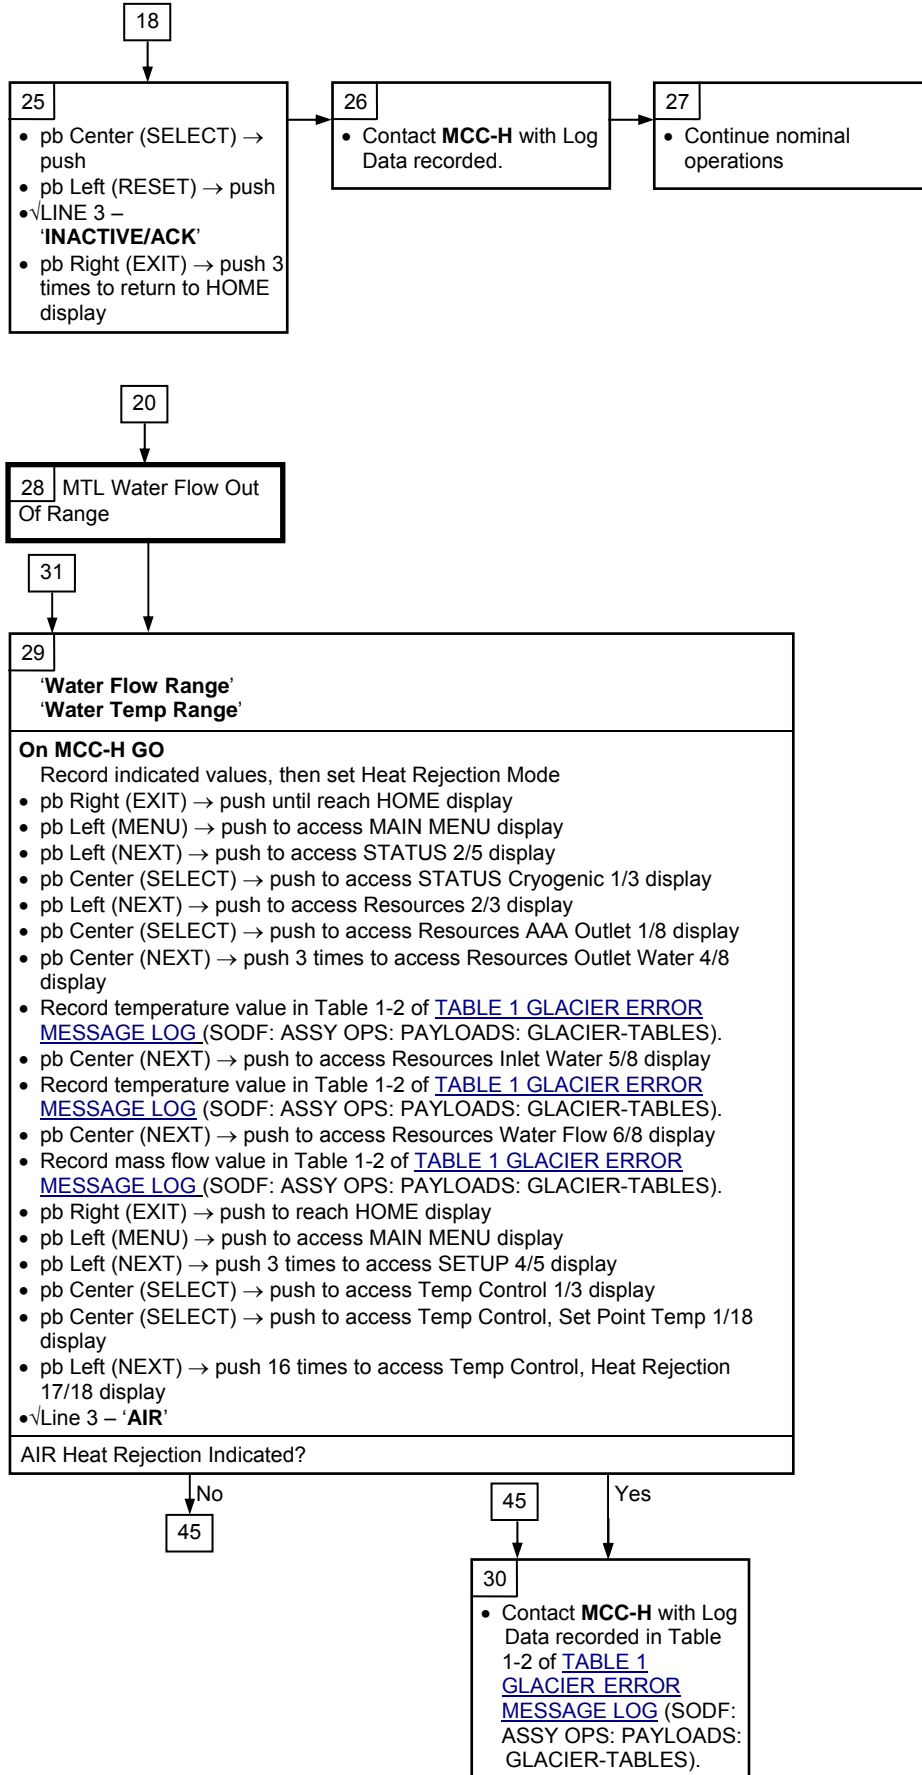 18
25
• pb Center (SELECT) →
push
• pb Left (RESET) → push
•√LINE 3 –
‘INACTIVE/ACK’
• pb Right (EXIT) → push 3
times to return to HOME
display
26
• Contact MCC-H with Log
Data recorded.
27
• Continue nominal
operations
20
28 MTL Water Flow Out
Of Range
31
29
‘Water Flow Range’
‘Water Temp Range’
On MCC-H GO
Record indicated values, then set Heat Rejection Mode
• pb Right (EXIT) → push until reach HOME display
• pb Left (MENU) → push to access MAIN MENU display
• pb Left (NEXT) → push to access STATUS 2/5 display
• pb Center (SELECT) → push to access STATUS Cryogenic 1/3 display
• pb Left (NEXT) → push to access Resources 2/3 display
• pb Center (SELECT) → push to access Resources AAA Outlet 1/8 display
• pb Center (NEXT) → push 3 times to access Resources Outlet Water 4/8
display
• Record temperature value in Table 1-2 of TABLE 1 GLACIER ERROR
MESSAGE LOG (SODF: ASSY OPS: PAYLOADS: GLACIER-TABLES).
• pb Center (NEXT) → push to access Resources Inlet Water 5/8 display
• Record temperature value in Table 1-2 of TABLE 1 GLACIER ERROR
MESSAGE LOG (SODF: ASSY OPS: PAYLOADS: GLACIER-TABLES).
• pb Center (NEXT) → push to access Resources Water Flow 6/8 display
• Record mass flow value in Table 1-2 of TABLE 1 GLACIER ERROR
MESSAGE LOG (SODF: ASSY OPS: PAYLOADS: GLACIER-TABLES).
• pb Right (EXIT) → push to reach HOME display
• pb Left (MENU) → push to access MAIN MENU display
• pb Left (NEXT) → push 3 times to access SETUP 4/5 display
• pb Center (SELECT) → push to access Temp Control 1/3 display
• pb Center (SELECT) → push to access Temp Control, Set Point Temp 1/18
display
• pb Left (NEXT) → push 16 times to access Temp Control, Heat Rejection
17/18 display
•√Line 3 – ‘AIR’
AIR Heat Rejection Indicated?
No
45
45
Yes
30
• Contact MCC-H with Log
Data recorded in Table
1-2 of TABLE 1
GLACIER ERROR
MESSAGE LOG (SODF:
ASSY OPS: PAYLOADS:
GLACIER-TABLES).